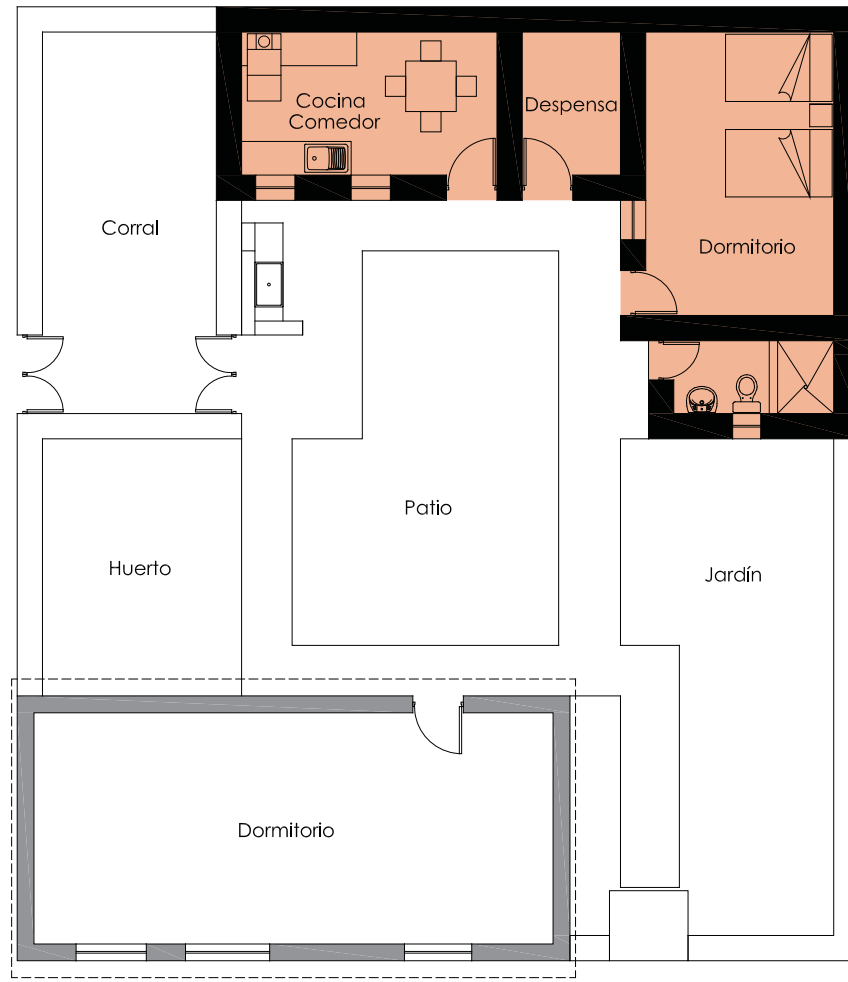 Cocina
Comedor
Despensa
Corral
Dormitorio
Patio
Huerto
Jardín
Dormitorio